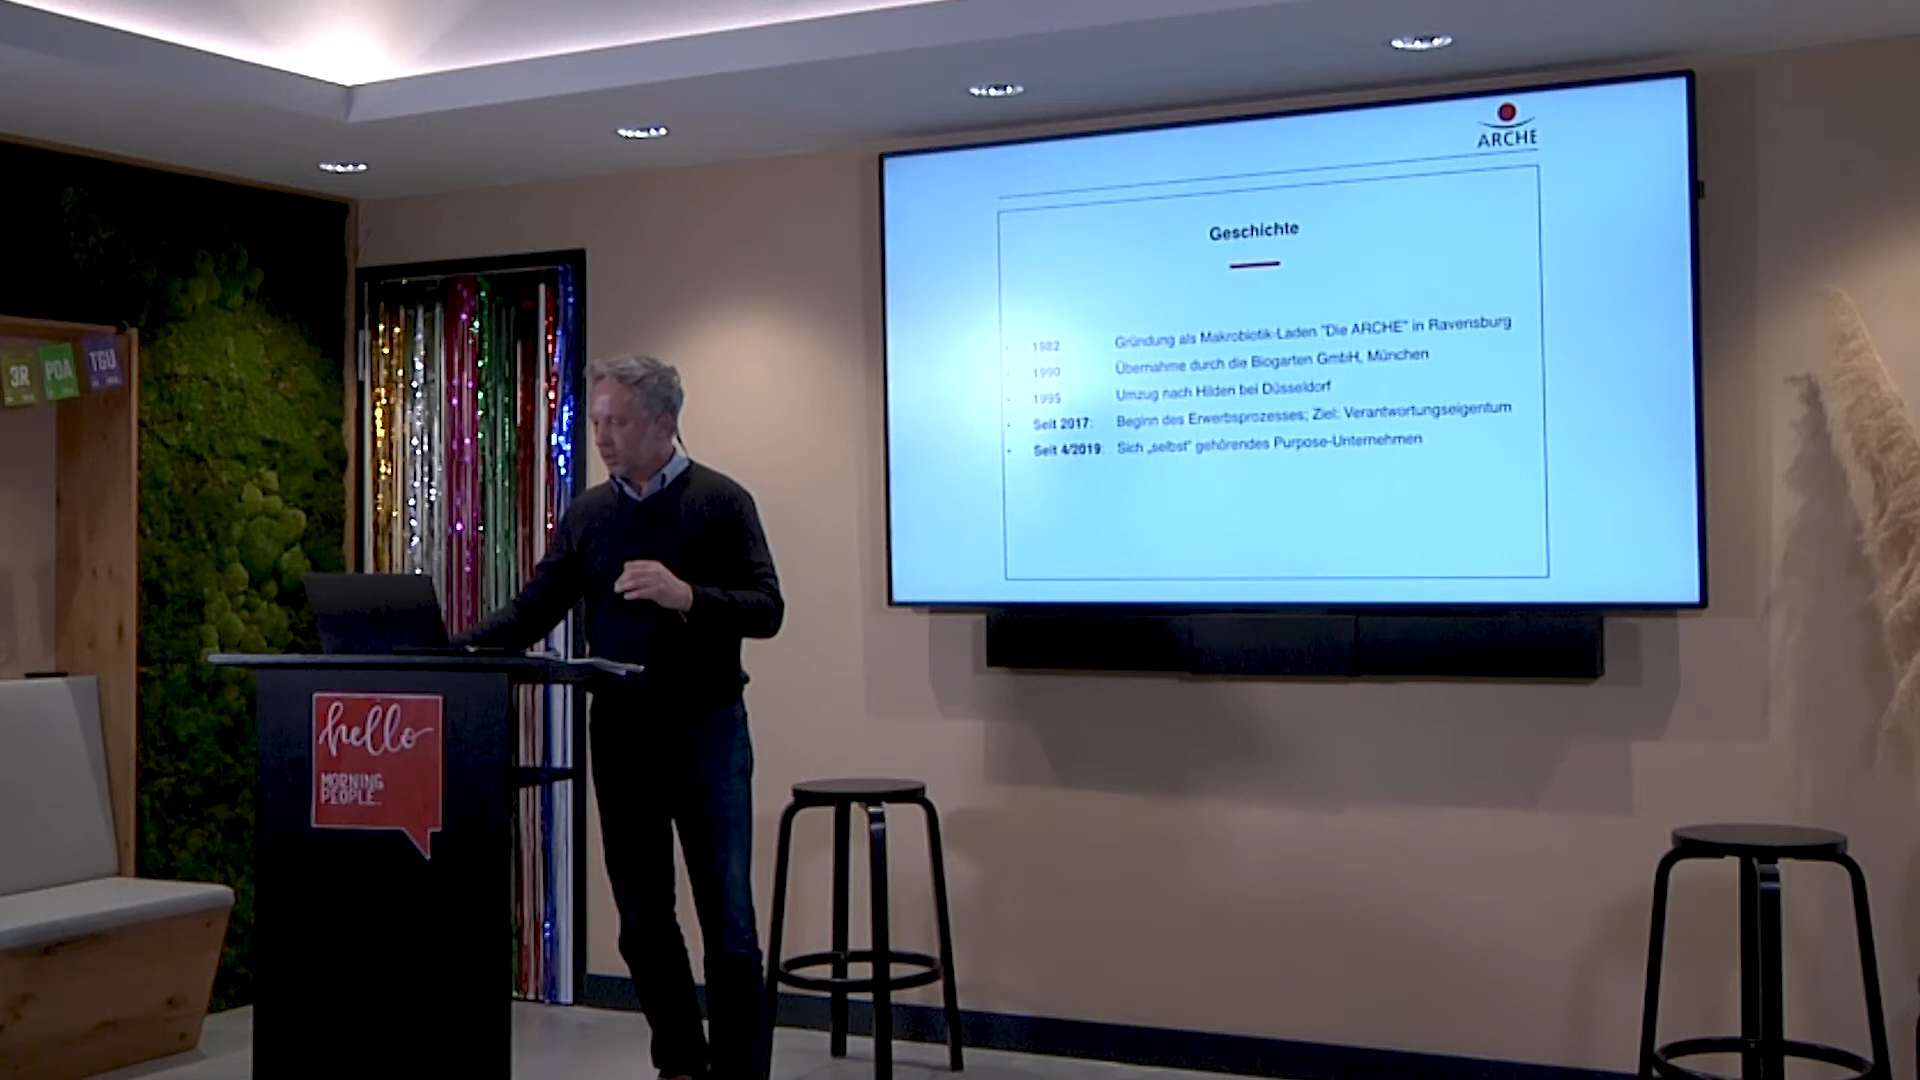 ARCHE
Geschichte
1982 Gründung als Makrobiotik-Laden "Die ARCHE" in Ravensburg
1990 Übernahme durch die Biogarten GmbH, München
1995 Umzug nach Hilden bei Düsseldorf
Seit 2017: Beginn des Erwerbsprozesses; Ziel: Verantwortungseigentum
Seit 4/2019: Sich „selbst" gehörendes Purpose-Unternehmen
3R
PDA
TGU
hello
MORNING
PEOPLE.